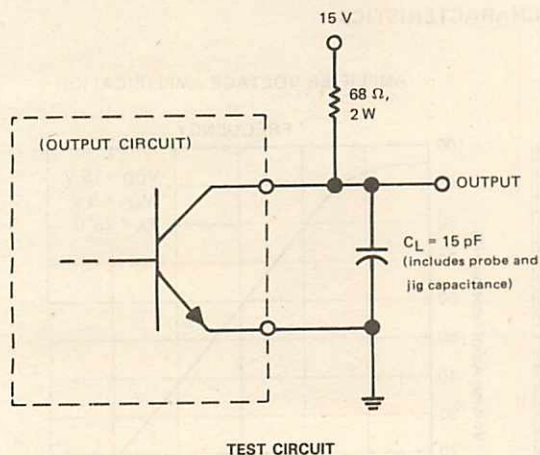 15 V
68 Ω,
2 W
(OUTPUT CIRCUIT)
OUTPUT
C_L = 15 pF
(includes probe and
jig capacitance)
TEST CIRCUIT